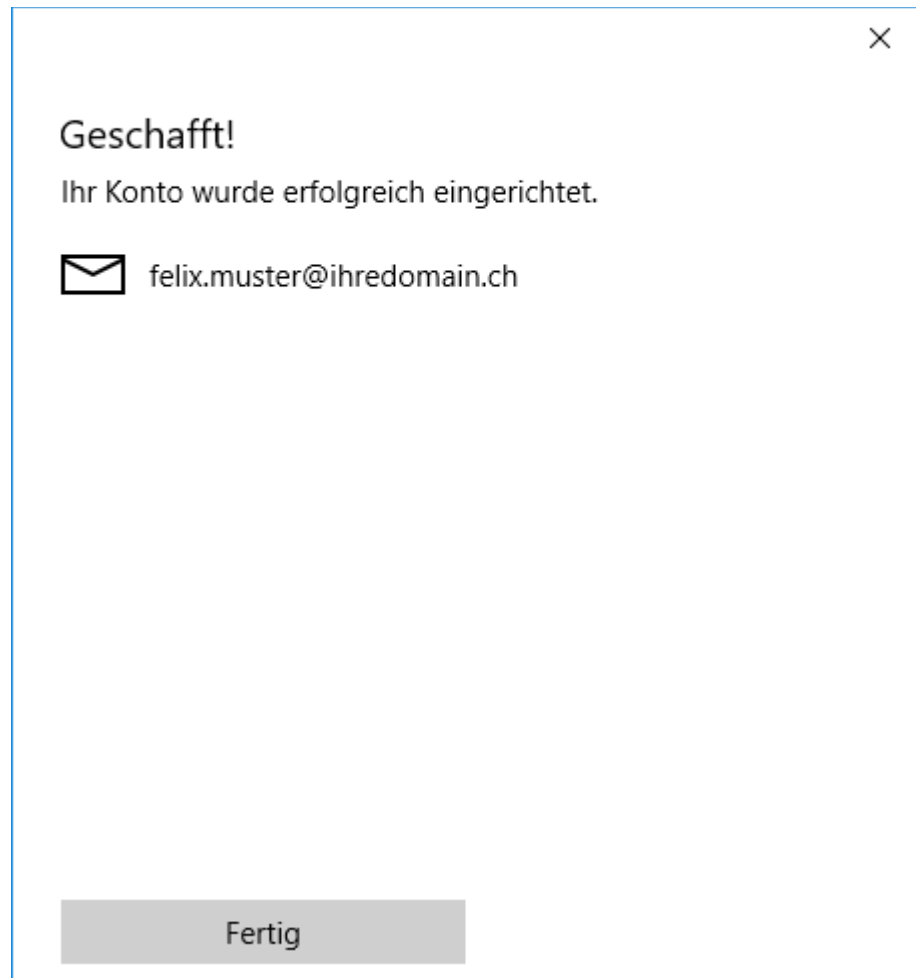 Geschafft!
Ihr Konto wurde erfolgreich eingerichtet.
felix.muster@ihredomain.ch
Fertig